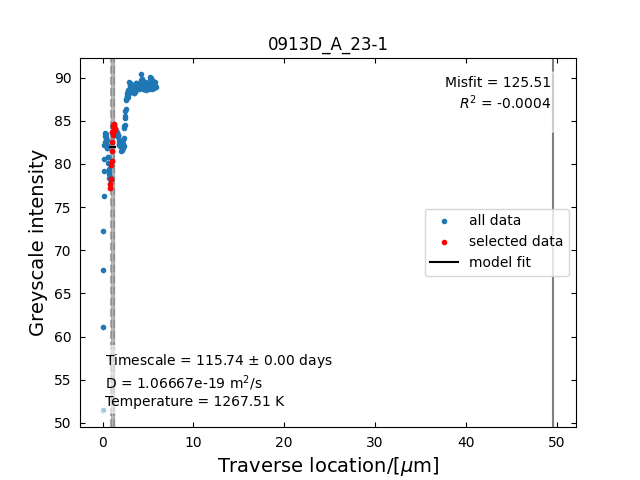 0913D_A_23-1
Misfit = 125.51
R² = -0.0004
90
85
80
75
70
65
60
55
50
Greyscale intensity
all data
selected data
model fit
Timescale = 115.74 ± 0.00 days
D = 1.06667e-19 m²/s
Temperature = 1267.51 K
0 10 20 30 40 50
Traverse location/[μm]